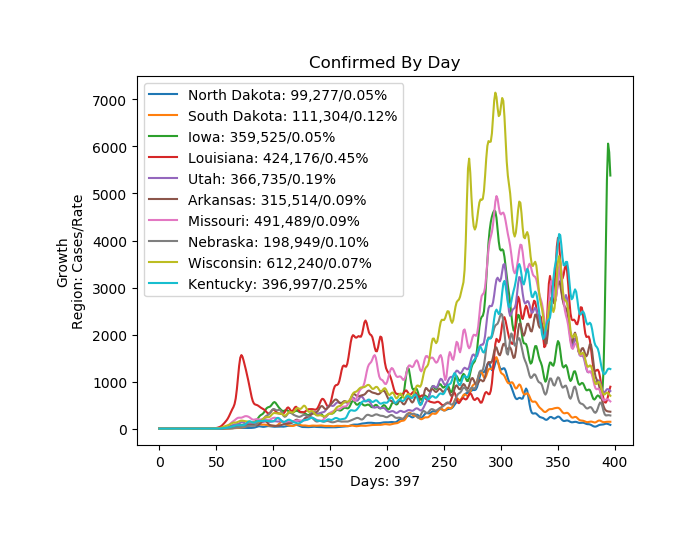 Confirmed By Day
North Dakota: 99,277/0.05%
South Dakota: 111,304/0.12%
Iowa: 359,525/0.05%
Louisiana: 424,176/0.45%
Utah: 366,735/0.19%
Arkansas: 315,514/0.09%
Missouri: 491,489/0.09%
Nebraska: 198,949/0.10%
Wisconsin: 612,240/0.07%
Kentucky: 396,997/0.25%
Growth
Region: Cases/Rate
7000
6000
5000
4000
3000
2000
1000
0
0 50 100 150 200 250 300 350 400
Days: 397